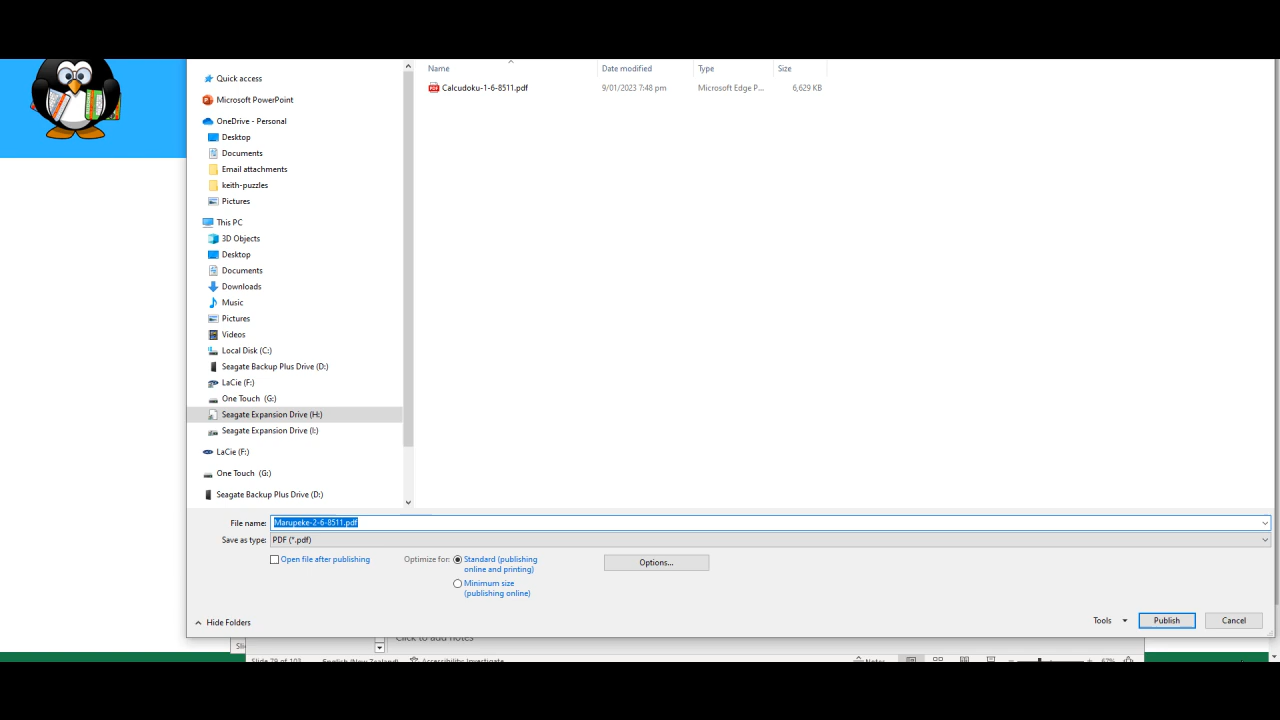 Name Date modified Type Size
Quick access
Calcudoku-1-6-8511.pdf 9/01/2023 7:48 pm Microsoft Edge P... 6,629 KB
Microsoft PowerPoint
OneDrive - Personal
Desktop
Documents
Email attachments
keith-puzzles
Pictures
This PC
3D Objects
Desktop
Documents
Downloads
Music
Pictures
Videos
Local Disk (C:)
Seagate Backup Plus Drive (D:)
LaCie (F:)
One Touch (G:)
Seagate Expansion Drive (H:)
Seagate Expansion Drive (I:)
LaCie (F:)
One Touch (G:)
Seagate Backup Plus Drive (D:)
File name: Marupeke-2-6-8511.pdf
Save as type: PDF (*.pdf)
Open file after publishing
Optimize for: Standard (publishing
online and printing)
Minimum size
(publishing online)
Options...
Hide Folders
Tools Publish Cancel
Click to add notes
Slide 79 of 103 English (New Zealand) Accessibility: Investigate Notes 67%